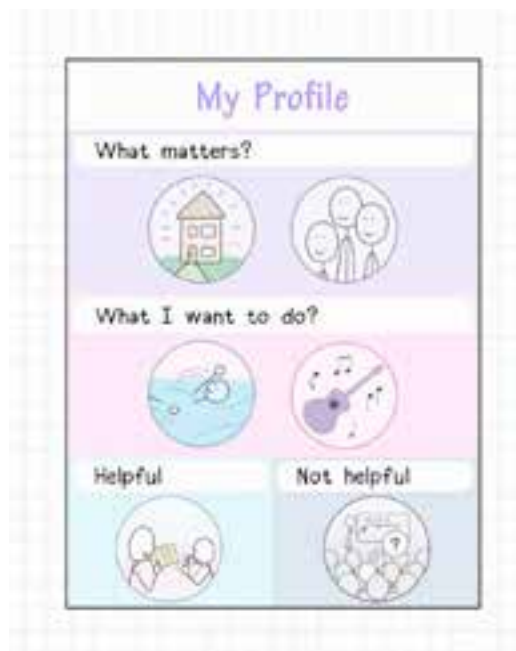 My Profile
What matters?
What I want to do?
Helpful
Not helpful
?